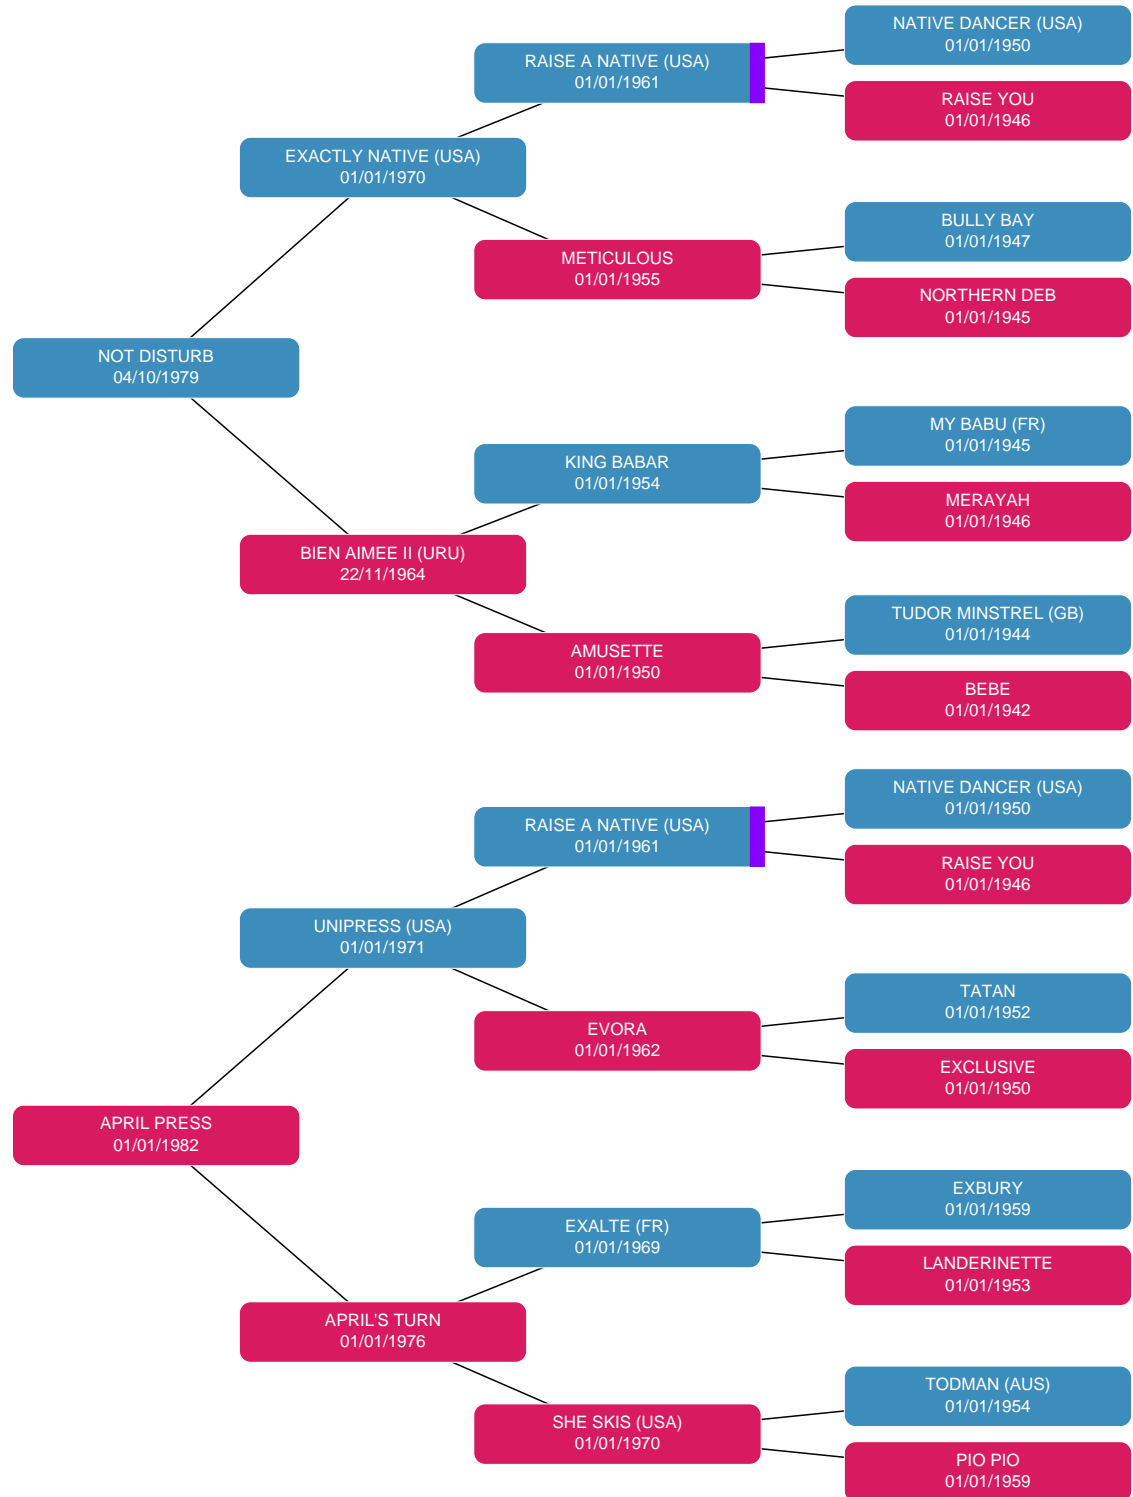 NATIVE DANCER (USA)
01/01/1950
RAISE A NATIVE (USA)
01/01/1961
RAISE YOU
01/01/1946
EXACTLY NATIVE (USA)
01/01/1970
BULLY BAY
01/01/1947
METICULOUS
01/01/1955
NORTHERN DEB
01/01/1945
NOT DISTURB
04/10/1979
MY BABU (FR)
01/01/1945
KING BABAR
01/01/1954
MERAYAH
01/01/1946
BIEN AIMEE II (URU)
22/11/1964
TUDOR MINSTREL (GB)
01/01/1944
AMUSETTE
01/01/1950
BEBE
01/01/1942
NATIVE DANCER (USA)
01/01/1950
RAISE A NATIVE (USA)
01/01/1961
RAISE YOU
01/01/1946
UNIPRESS (USA)
01/01/1971
TATAN
01/01/1952
EVORA
01/01/1962
EXCLUSIVE
01/01/1950
APRIL PRESS
01/01/1982
EXBURY
01/01/1959
EXALTE (FR)
01/01/1969
LANDERINETTE
01/01/1953
APRIL'S TURN
01/01/1976
TODMAN (AUS)
01/01/1954
SHE SKIS (USA)
01/01/1970
PIO PIO
01/01/1959